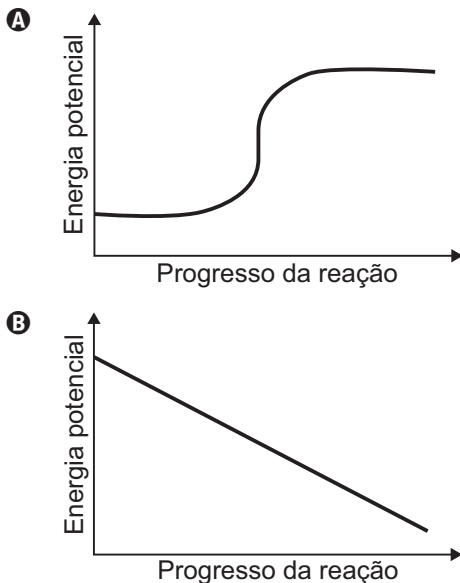 A
Energia potencial
Progresso da reação
B
Energia potencial
Progresso da reação